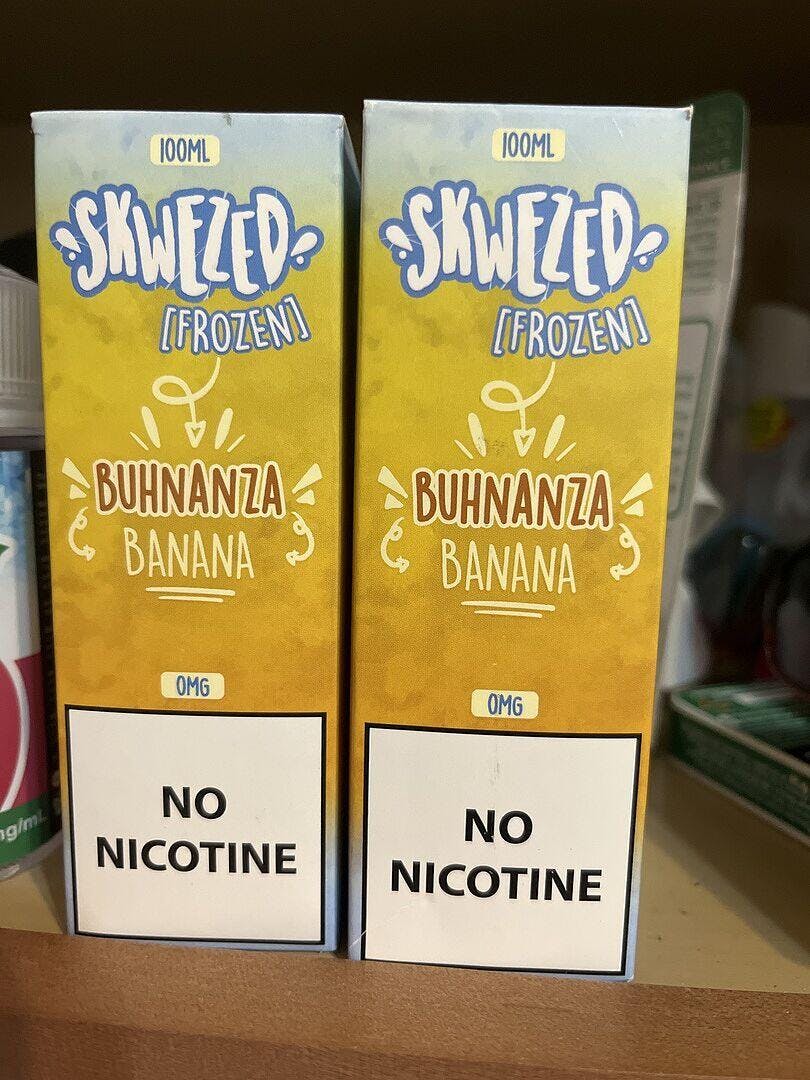 100ML
SKWEZED
[FROZEN]
BUHNANZA
BANANA
0MG
NO
NICOTINE
100ML
SKWEZED
[FROZEN]
BUHNANZA
BANANA
0MG
NO
NICOTINE